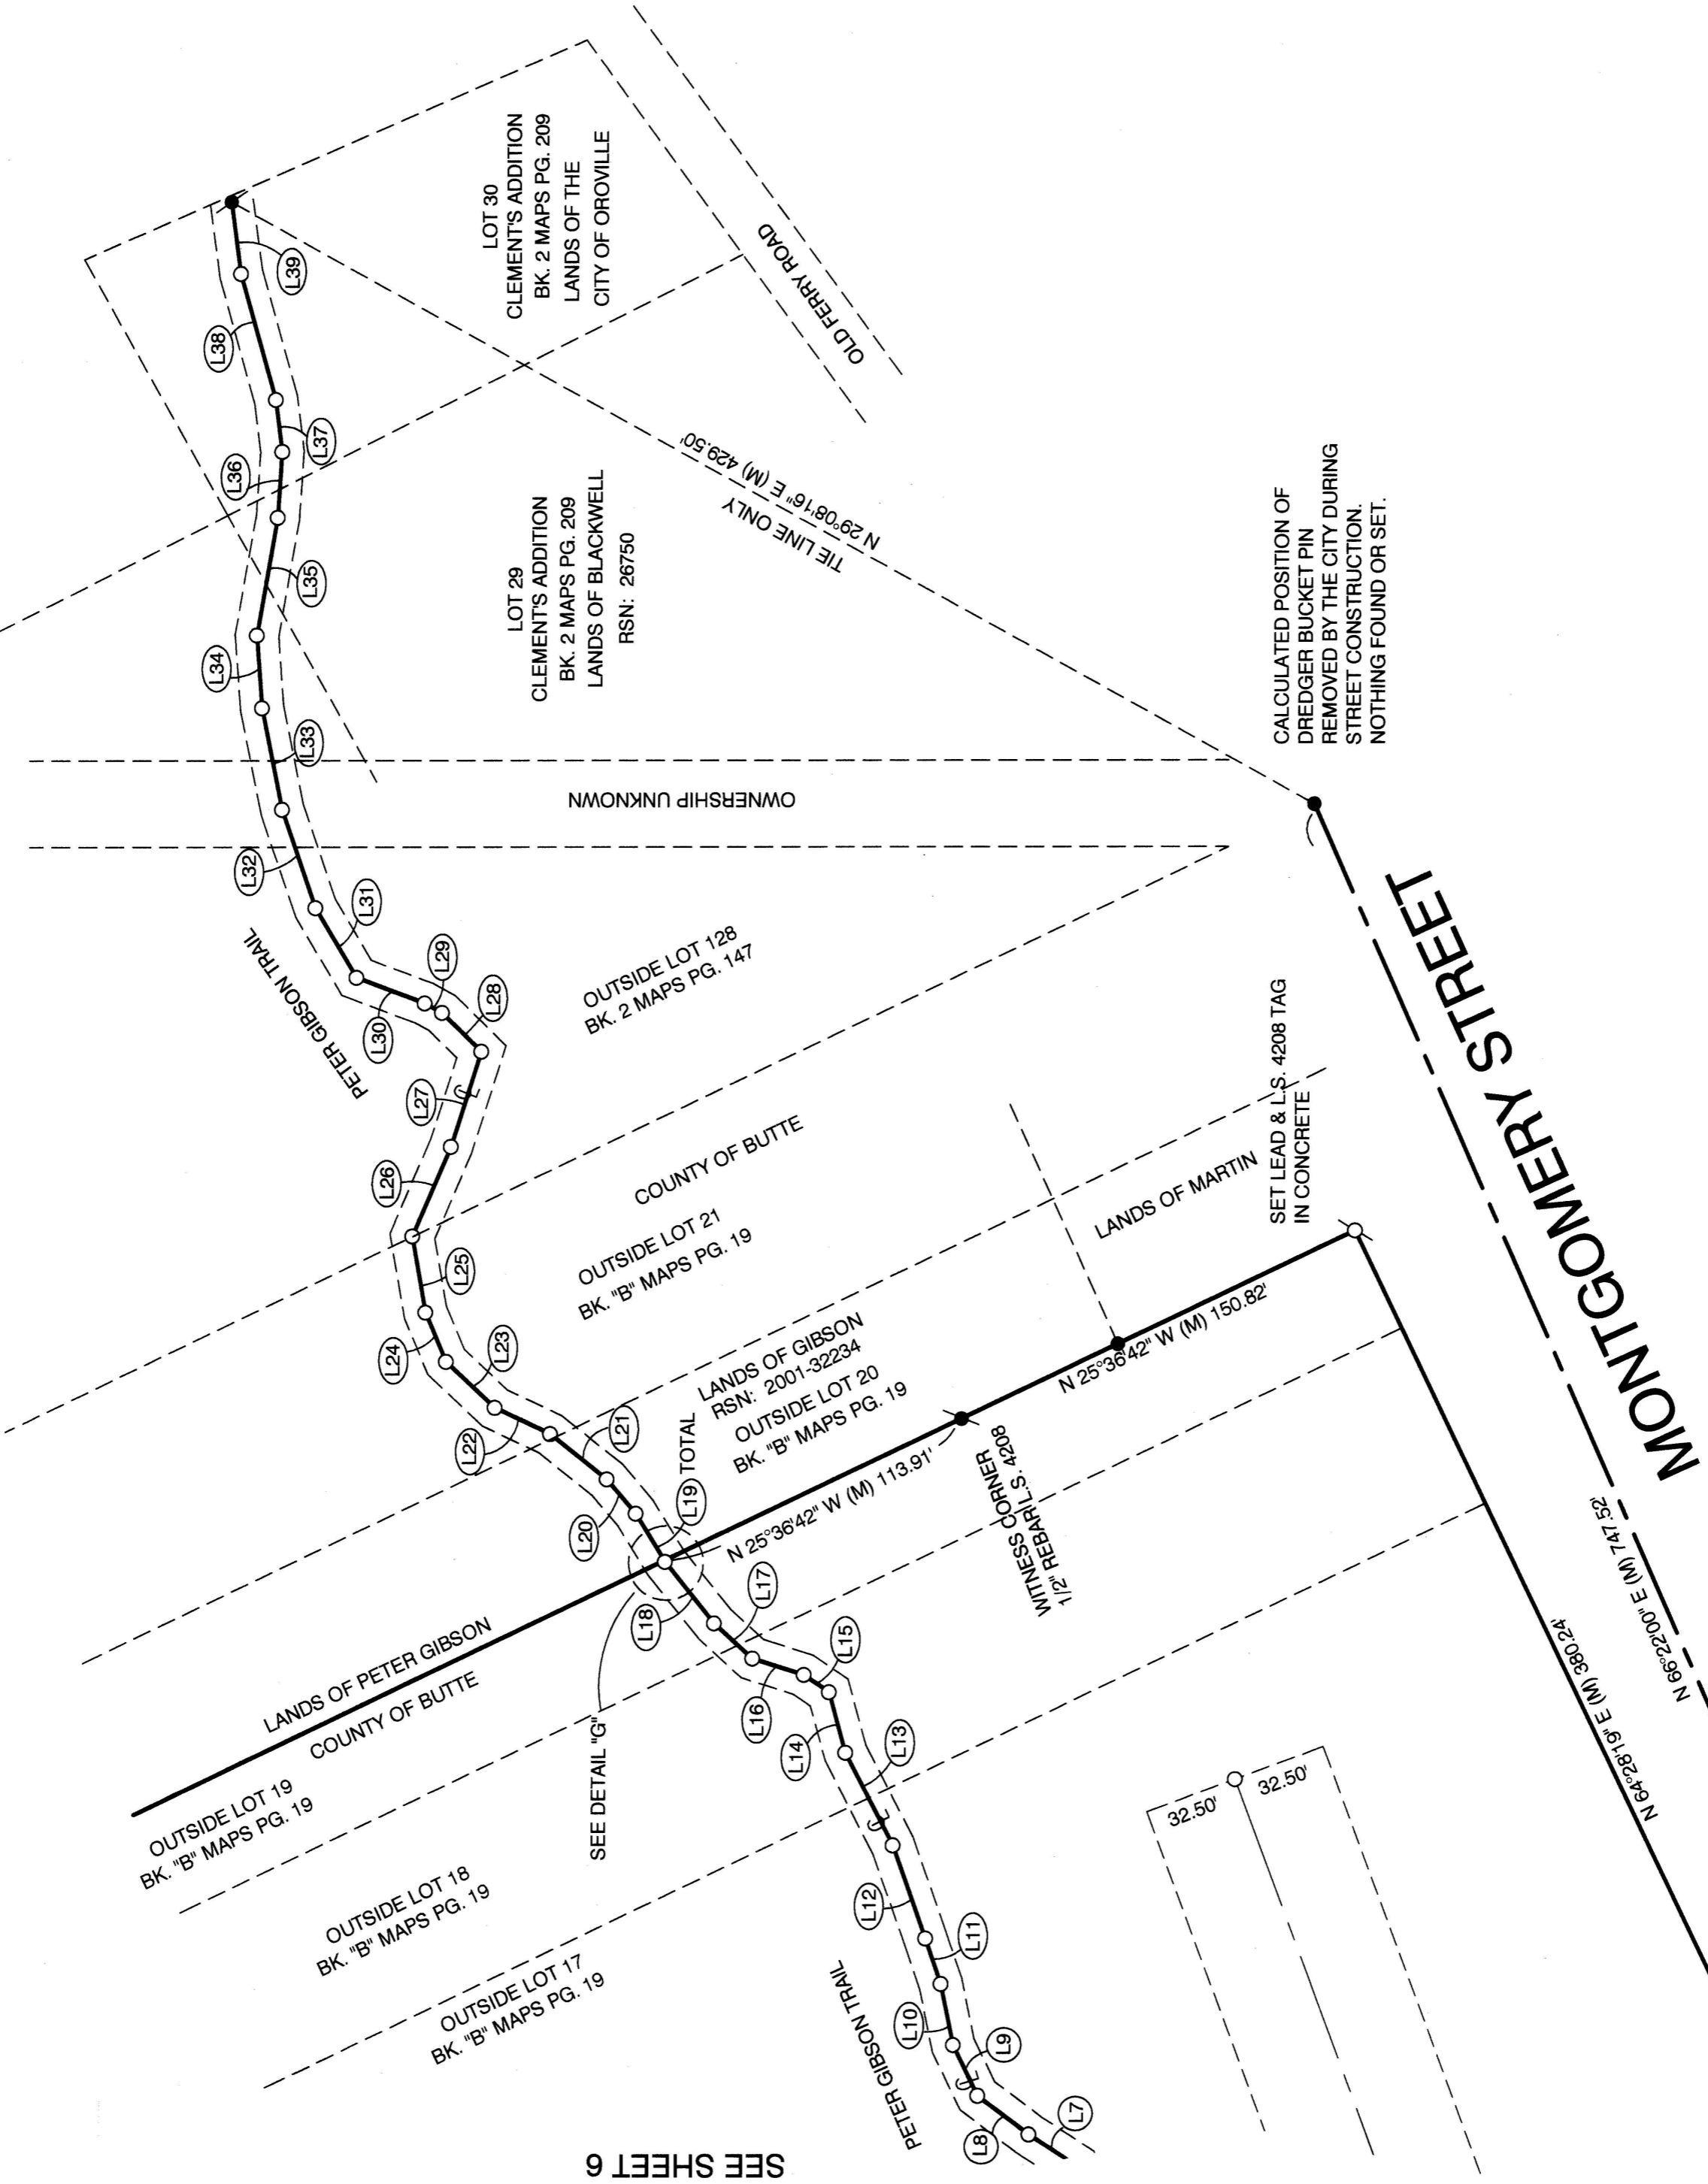 L39
L38
L37
L36
L35
L34
L33
L32
L31
L30
L29
L28
L27
L26
L25
L24
L23
L22
L21
L20
L19 TOTAL
L18
L17
L16
L15
L14
L13
L12
L11
L10
L9
L8
L7
LOT 30
CLEMENT'S ADDITION
BK. 2 MAPS PG. 209
LANDS OF THE
CITY OF OROVILLE
OLD FERRY ROAD
LOT 29
CLEMENT'S ADDITION
BK. 2 MAPS PG. 209
LANDS OF BLACKWELL
RSN: 26750
N 29°08'16" E (M) 429.50'
TIE LINE ONLY
CALCULATED POSITION OF
DREDGER BUCKET PIN
REMOVED BY THE CITY DURING
STREET CONSTRUCTION.
NOTHING FOUND OR SET.
OWNERSHIP UNKNOWN
PETER GIBSON TRAIL
OUTSIDE LOT 128
BK. 2 MAPS PG. 147
COUNTY OF BUTTE
OUTSIDE LOT 21
BK. "B" MAPS PG. 19
LANDS OF MARTIN
SET LEAD & L.S. 4208 TAG
IN CONCRETE
LANDS OF GIBSON
RSN: 2001-32234
OUTSIDE LOT 20
BK. "B" MAPS PG. 19
N 25°36'42" W (M) 150.82'
N 25°36'42" W (M) 113.91'
WITNESS CORNER
1/2" REBAR L.S. 4208
MONTGOMERY STREET
N 66°22'00" E (M) 747.52'
N 64°28'19" E (M) 380.24'
LANDS OF PETER GIBSON
COUNTY OF BUTTE
SEE DETAIL "G"
OUTSIDE LOT 19
BK. "B" MAPS PG. 19
OUTSIDE LOT 18
BK. "B" MAPS PG. 19
OUTSIDE LOT 17
BK. "B" MAPS PG. 19
PETER GIBSON TRAIL
32.50'
32.50'
SEE SHEET 6